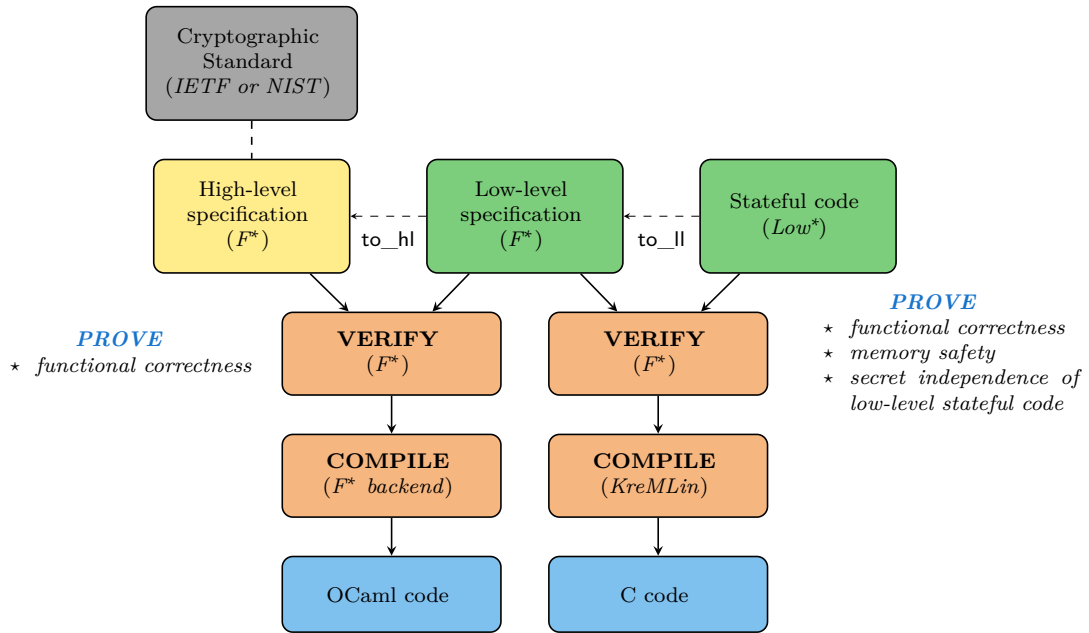 Cryptographic
Standard
(IETF or NIST)
High-level
specification
(F*)
to_hl
Low-level
specification
(F*)
to_ll
Stateful code
(Low*)
PROVE
⋆ functional correctness
VERIFY
(F*)
VERIFY
(F*)
PROVE
⋆ functional correctness
⋆ memory safety
⋆ secret independence of
low-level stateful code
COMPILE
(F* backend)
COMPILE
(KreMLin)
OCaml code
C code